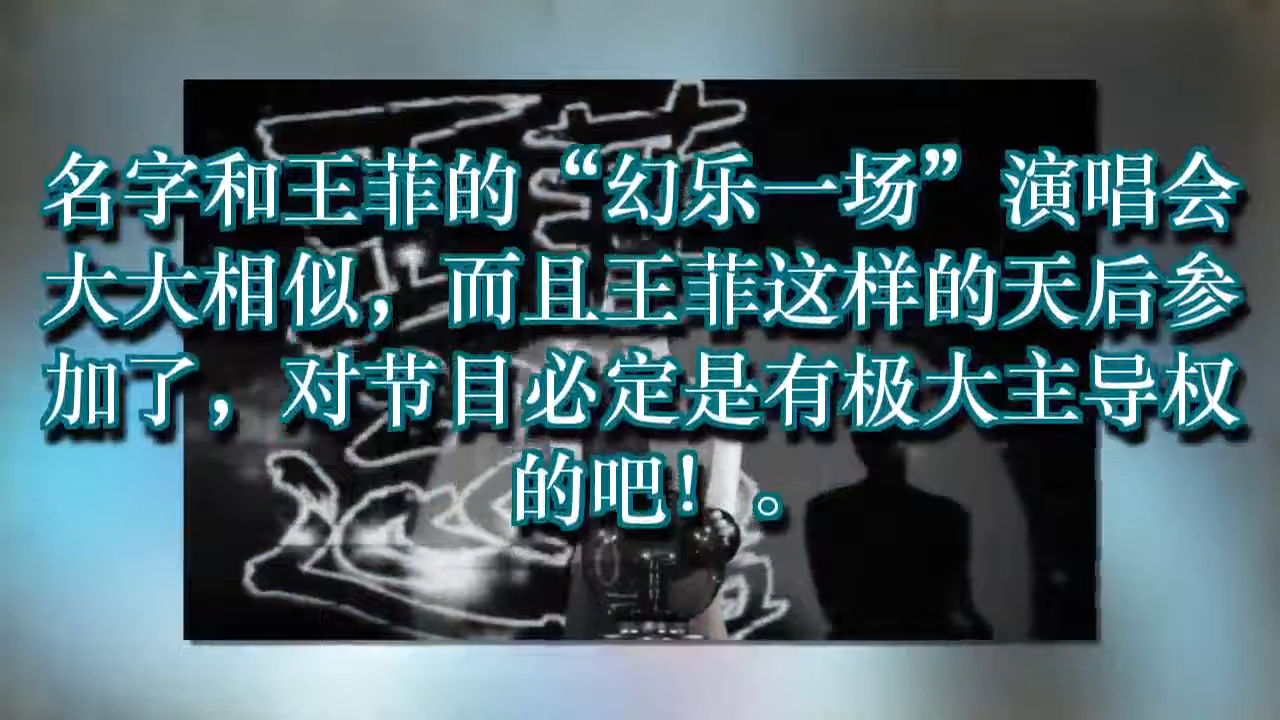 名字和王菲的“幻乐一场”演唱会
大大相似，而且王菲这样的天后参
加了，对节目必定是有极大主导权
的吧！。